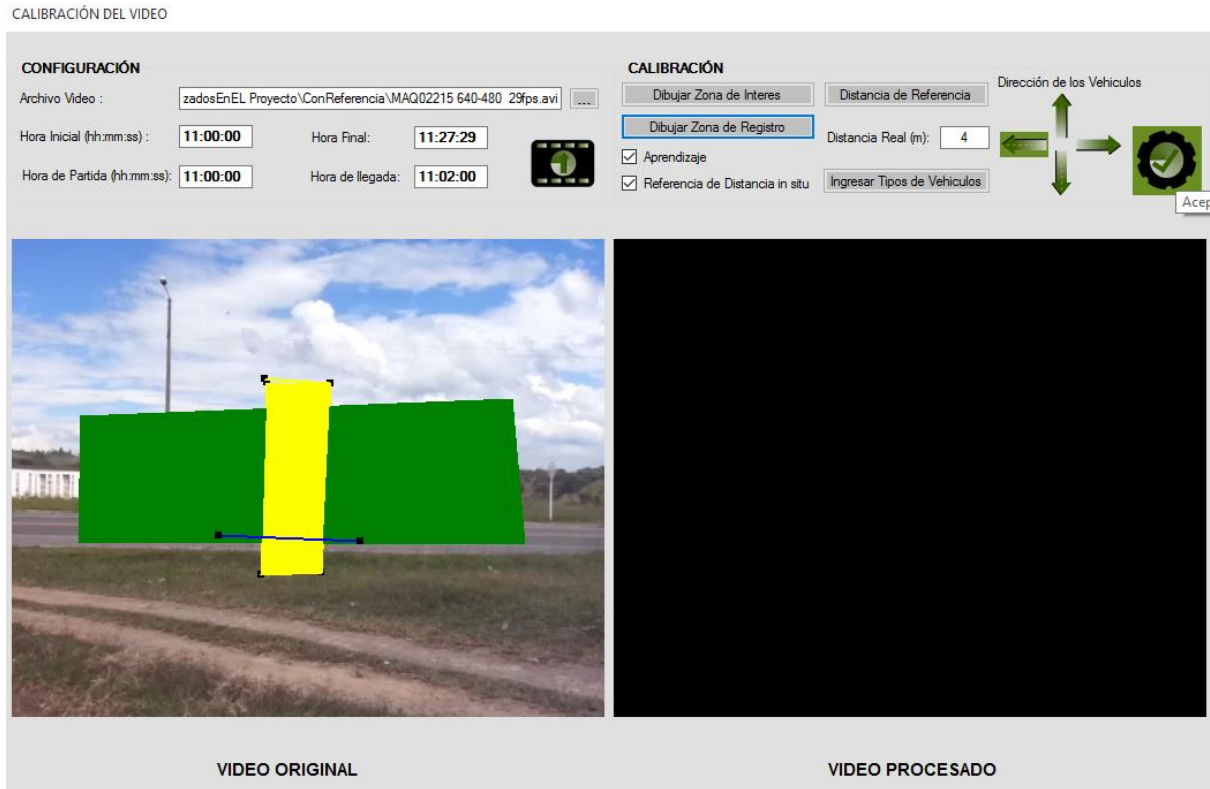 CALIBRACIÓN DEL VIDEO
CONFIGURACIÓN
Archivo Video :
zadosEnEL Proyecto\ConReferencia\MAQ02215 640-480 29fps.avi
...
Hora Inicial (hh:mm:ss) :
11:00:00
Hora Final:
11:27:29
Hora de Partida (hh:mm:ss):
11:00:00
Hora de llegada:
11:02:00
CALIBRACIÓN
Dibujar Zona de Interes
Distancia de Referencia
Dirección de los Vehiculos
Dibujar Zona de Registro
Distancia Real (m):
4
Aprendizaje
Referencia de Distancia in situ
Ingresar Tipos de Vehiculos
Acep
VIDEO ORIGINAL
VIDEO PROCESADO